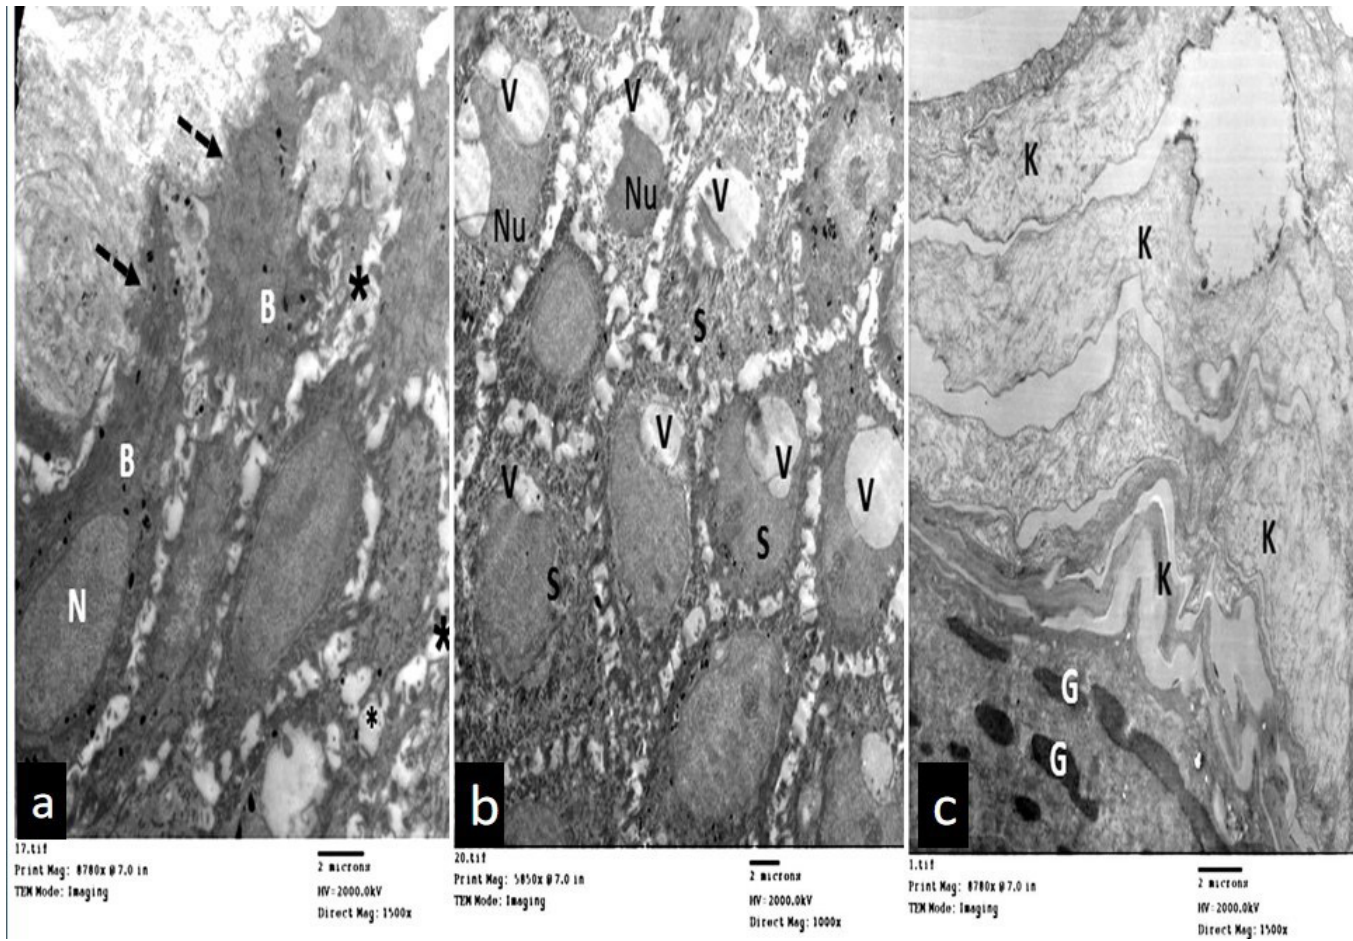 B
*
B
N
*
*
a
17.tif
Print Mag: 8780x @7.0 in
TEM Mode: Imaging
2 microns
HV=2000.0kV
Direct Mag: 1500x
V
V
V
Nu
Nu
S
V
V
V
V
S
S
b
20.tif
Print Mag: 5850x @7.0 in
TEM Mode: Imaging
2 microns
HV=2000.0kV
Direct Mag: 1000x
K
K
K
K
G
G
c
1.tif
Print Mag: 8780x @7.0 in
TEM Mode: Imaging
2 microns
HV=2000.0kV
Direct Mag: 1500x